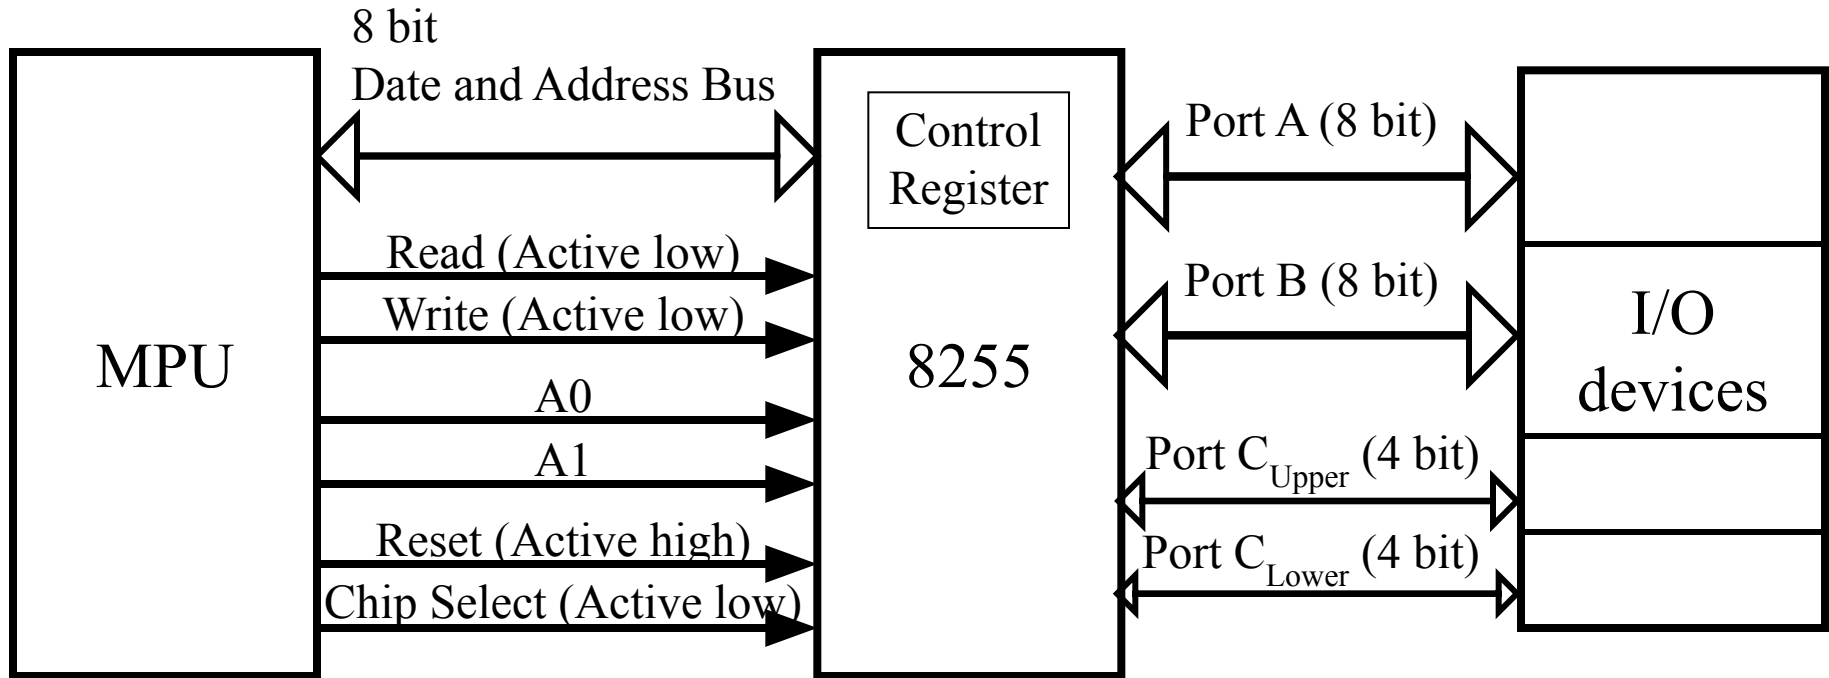 8 bit
Date and Address Bus
Control
Register
Port A (8 bit)
Read (Active low)
Port B (8 bit)
Write (Active low)
I/O
devices
MPU
8255
A0
A1
Port C Upper (4 bit)
Reset (Active high)
Port C Lower (4 bit)
Chip Select (Active low)